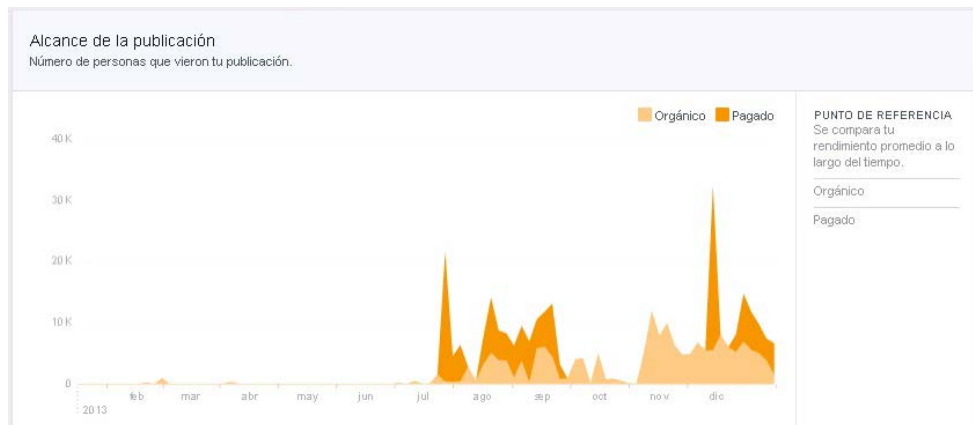 Alcance de la publicación
Número de personas que vieron tu publicación.
Orgánico Pagado
40 K
30 K
20 K
10 K
0
feb mar abr may jun jul ago sep oct nov dic
2013
PUNTO DE REFERENCIA
Se compara tu
rendimiento promedio a lo
largo del tiempo.
Orgánico
Pagado